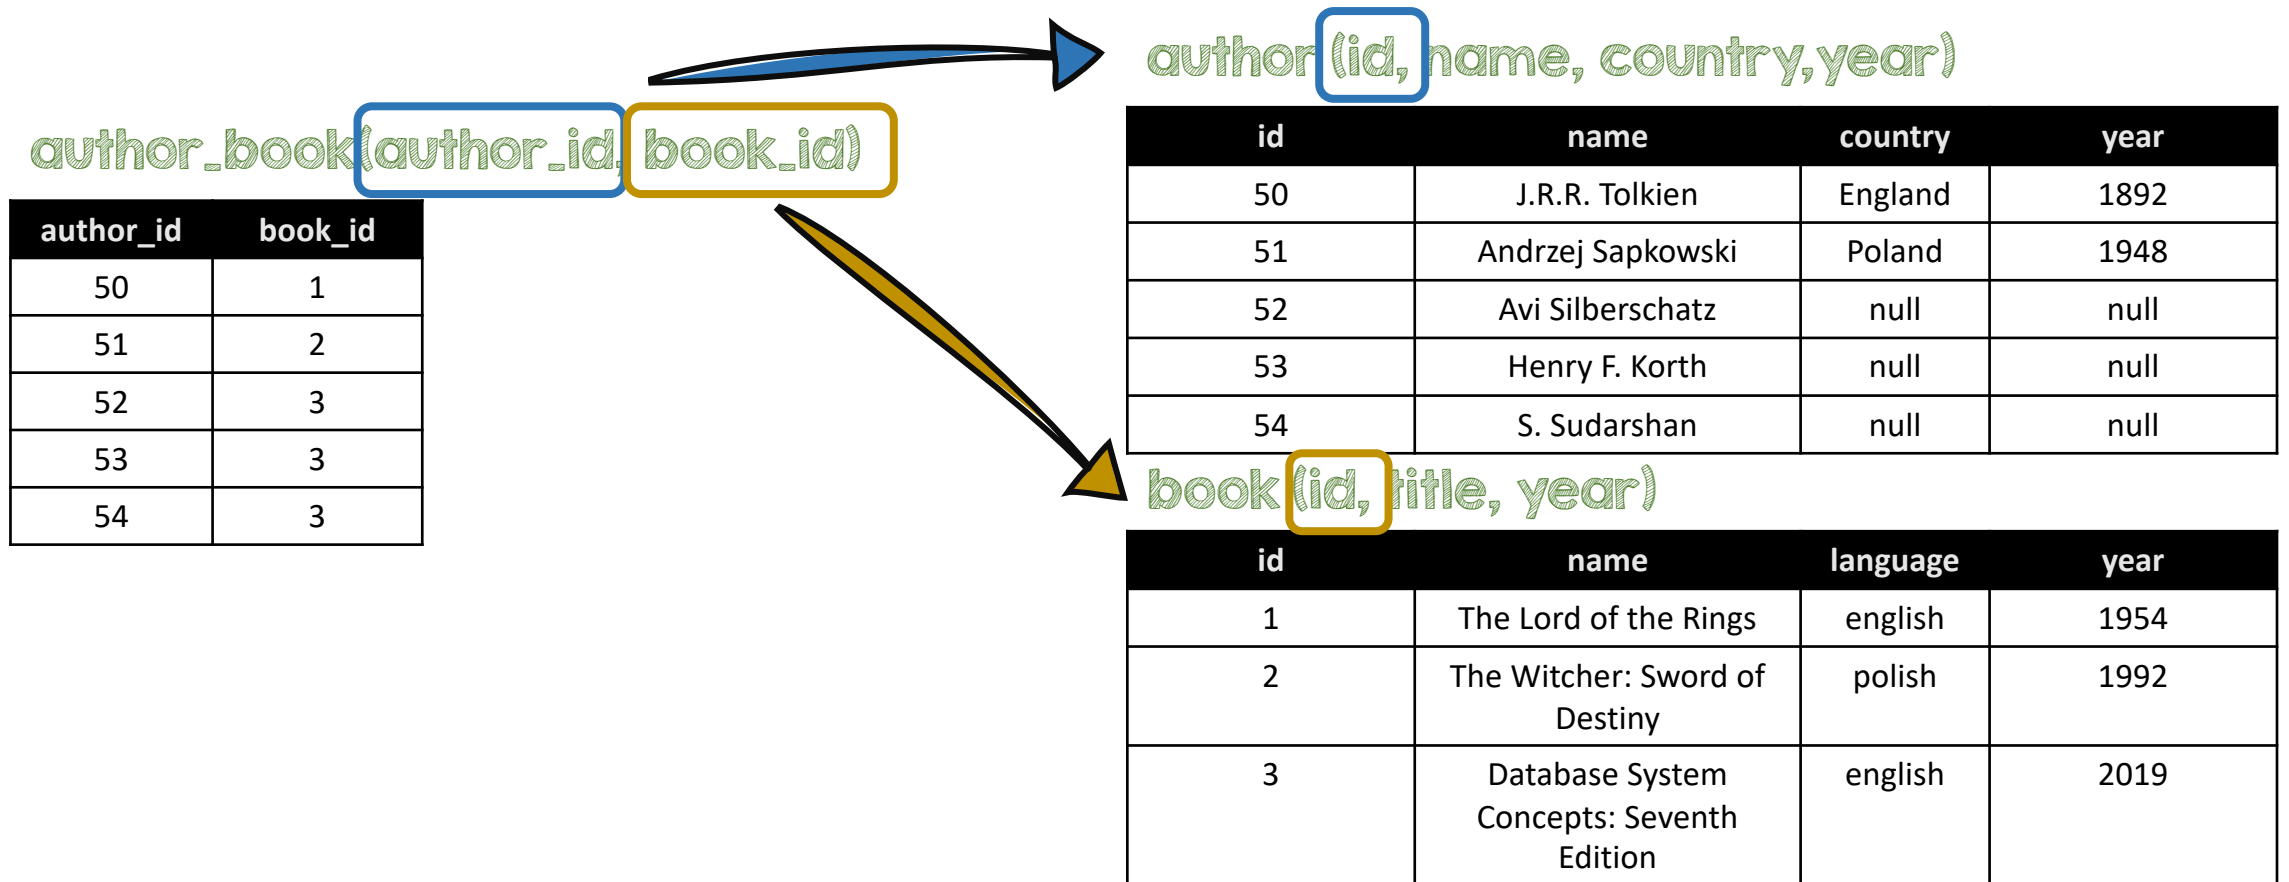 author_book(author_id, book_id)
author_id book_id
50 1
51 2
52 3
53 3
54 3
author (id, name, country,year)
id name country year
50 J.R.R. Tolkien England 1892
51 Andrzej Sapkowski Poland 1948
52 Avi Silberschatz null null
53 Henry F. Korth null null
54 S. Sudarshan null null
book (id, title, year)
id name language year
1 The Lord of the Rings english 1954
2 The Witcher: Sword of polish 1992
Destiny
3 Database System english 2019
Concepts: Seventh
Edition